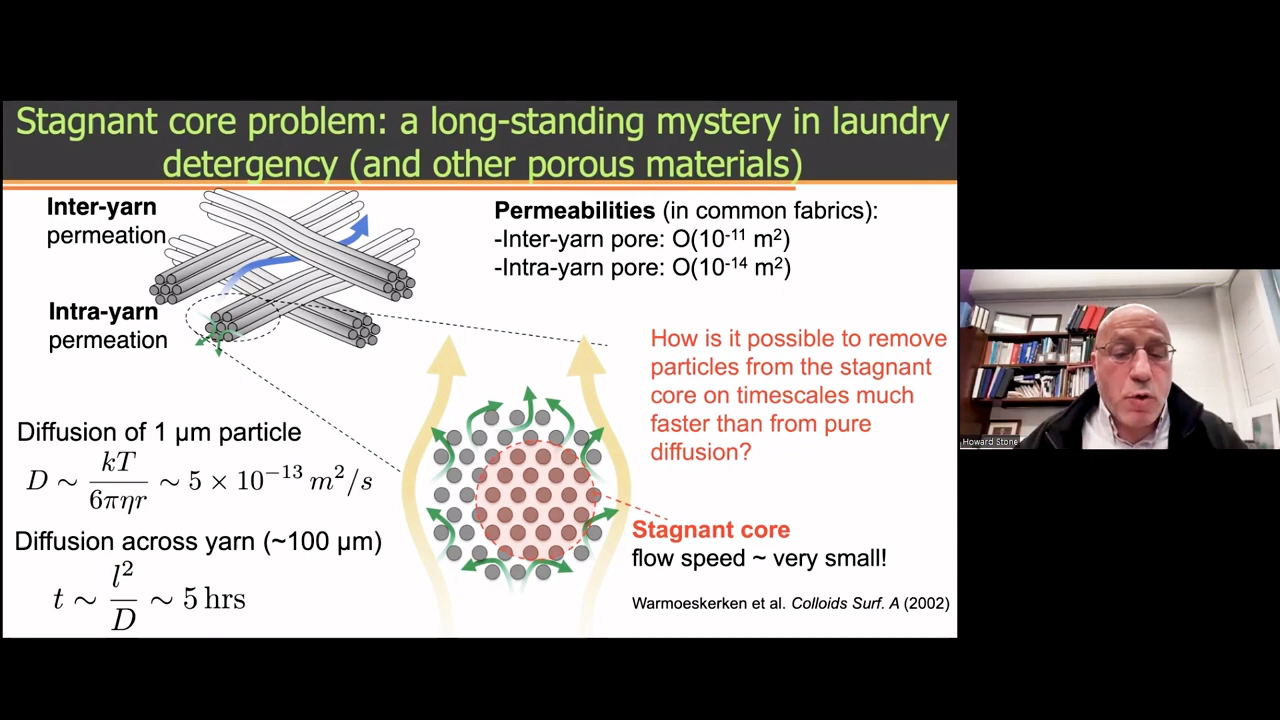 Stagnant core problem: a long-standing mystery in laundry
detergency (and other porous materials)
Inter-yarn
permeation
Intra-yarn
permeation
Permeabilities (in common fabrics):
-Inter-yarn pore: O(10⁻¹¹ m²)
-Intra-yarn pore: O(10⁻¹⁴ m²)
How is it possible to remove
particles from the stagnant
core on timescales much
faster than from pure
diffusion?
Diffusion of 1 µm particle
D ∼ kT / 6πηr ∼ 5 × 10⁻¹³ m²/s
Diffusion across yarn (~100 µm)
t ∼ l² / D ∼ 5 hrs
Stagnant core
flow speed ~ very small!
Warmoeskerken et al. Colloids Surf. A (2002)
Howard Stone